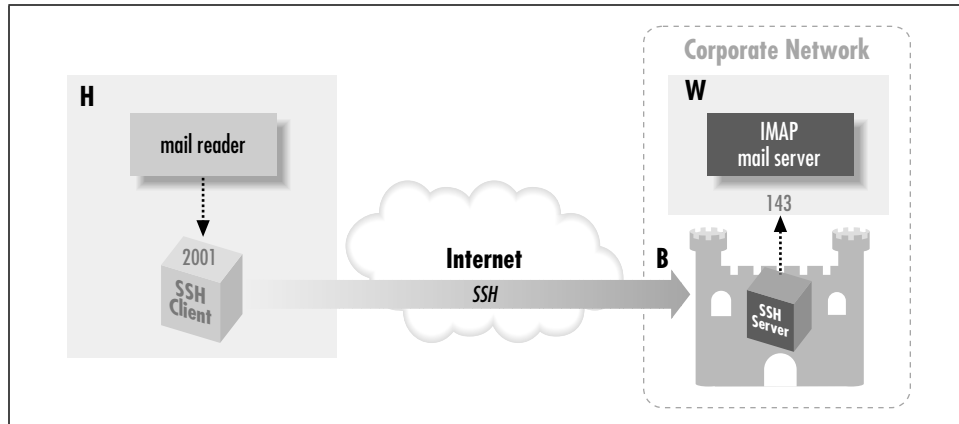 Corporate Network
H
W
mail reader
IMAP
mail server
143
2001
SSH
Client
Internet
SSH
B
SSH
Server